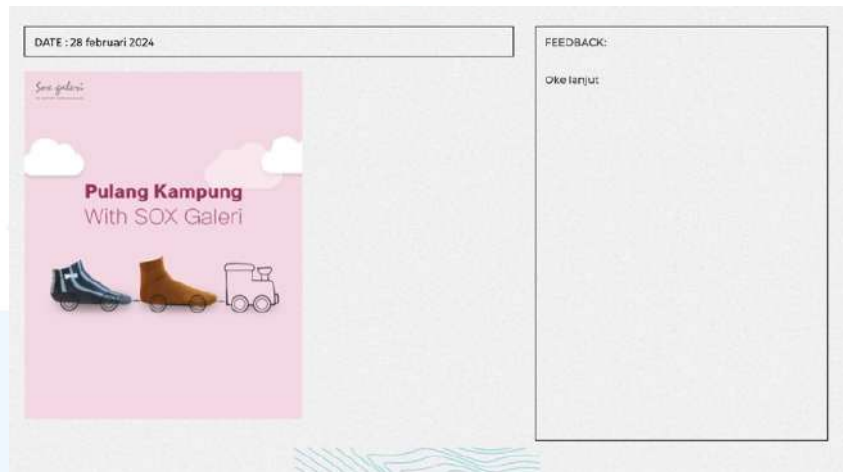 DATE : 28 februari 2024
FEEDBACK:
Oke lanjut
Sox galeri
Pulang Kampung
With SOX Galeri